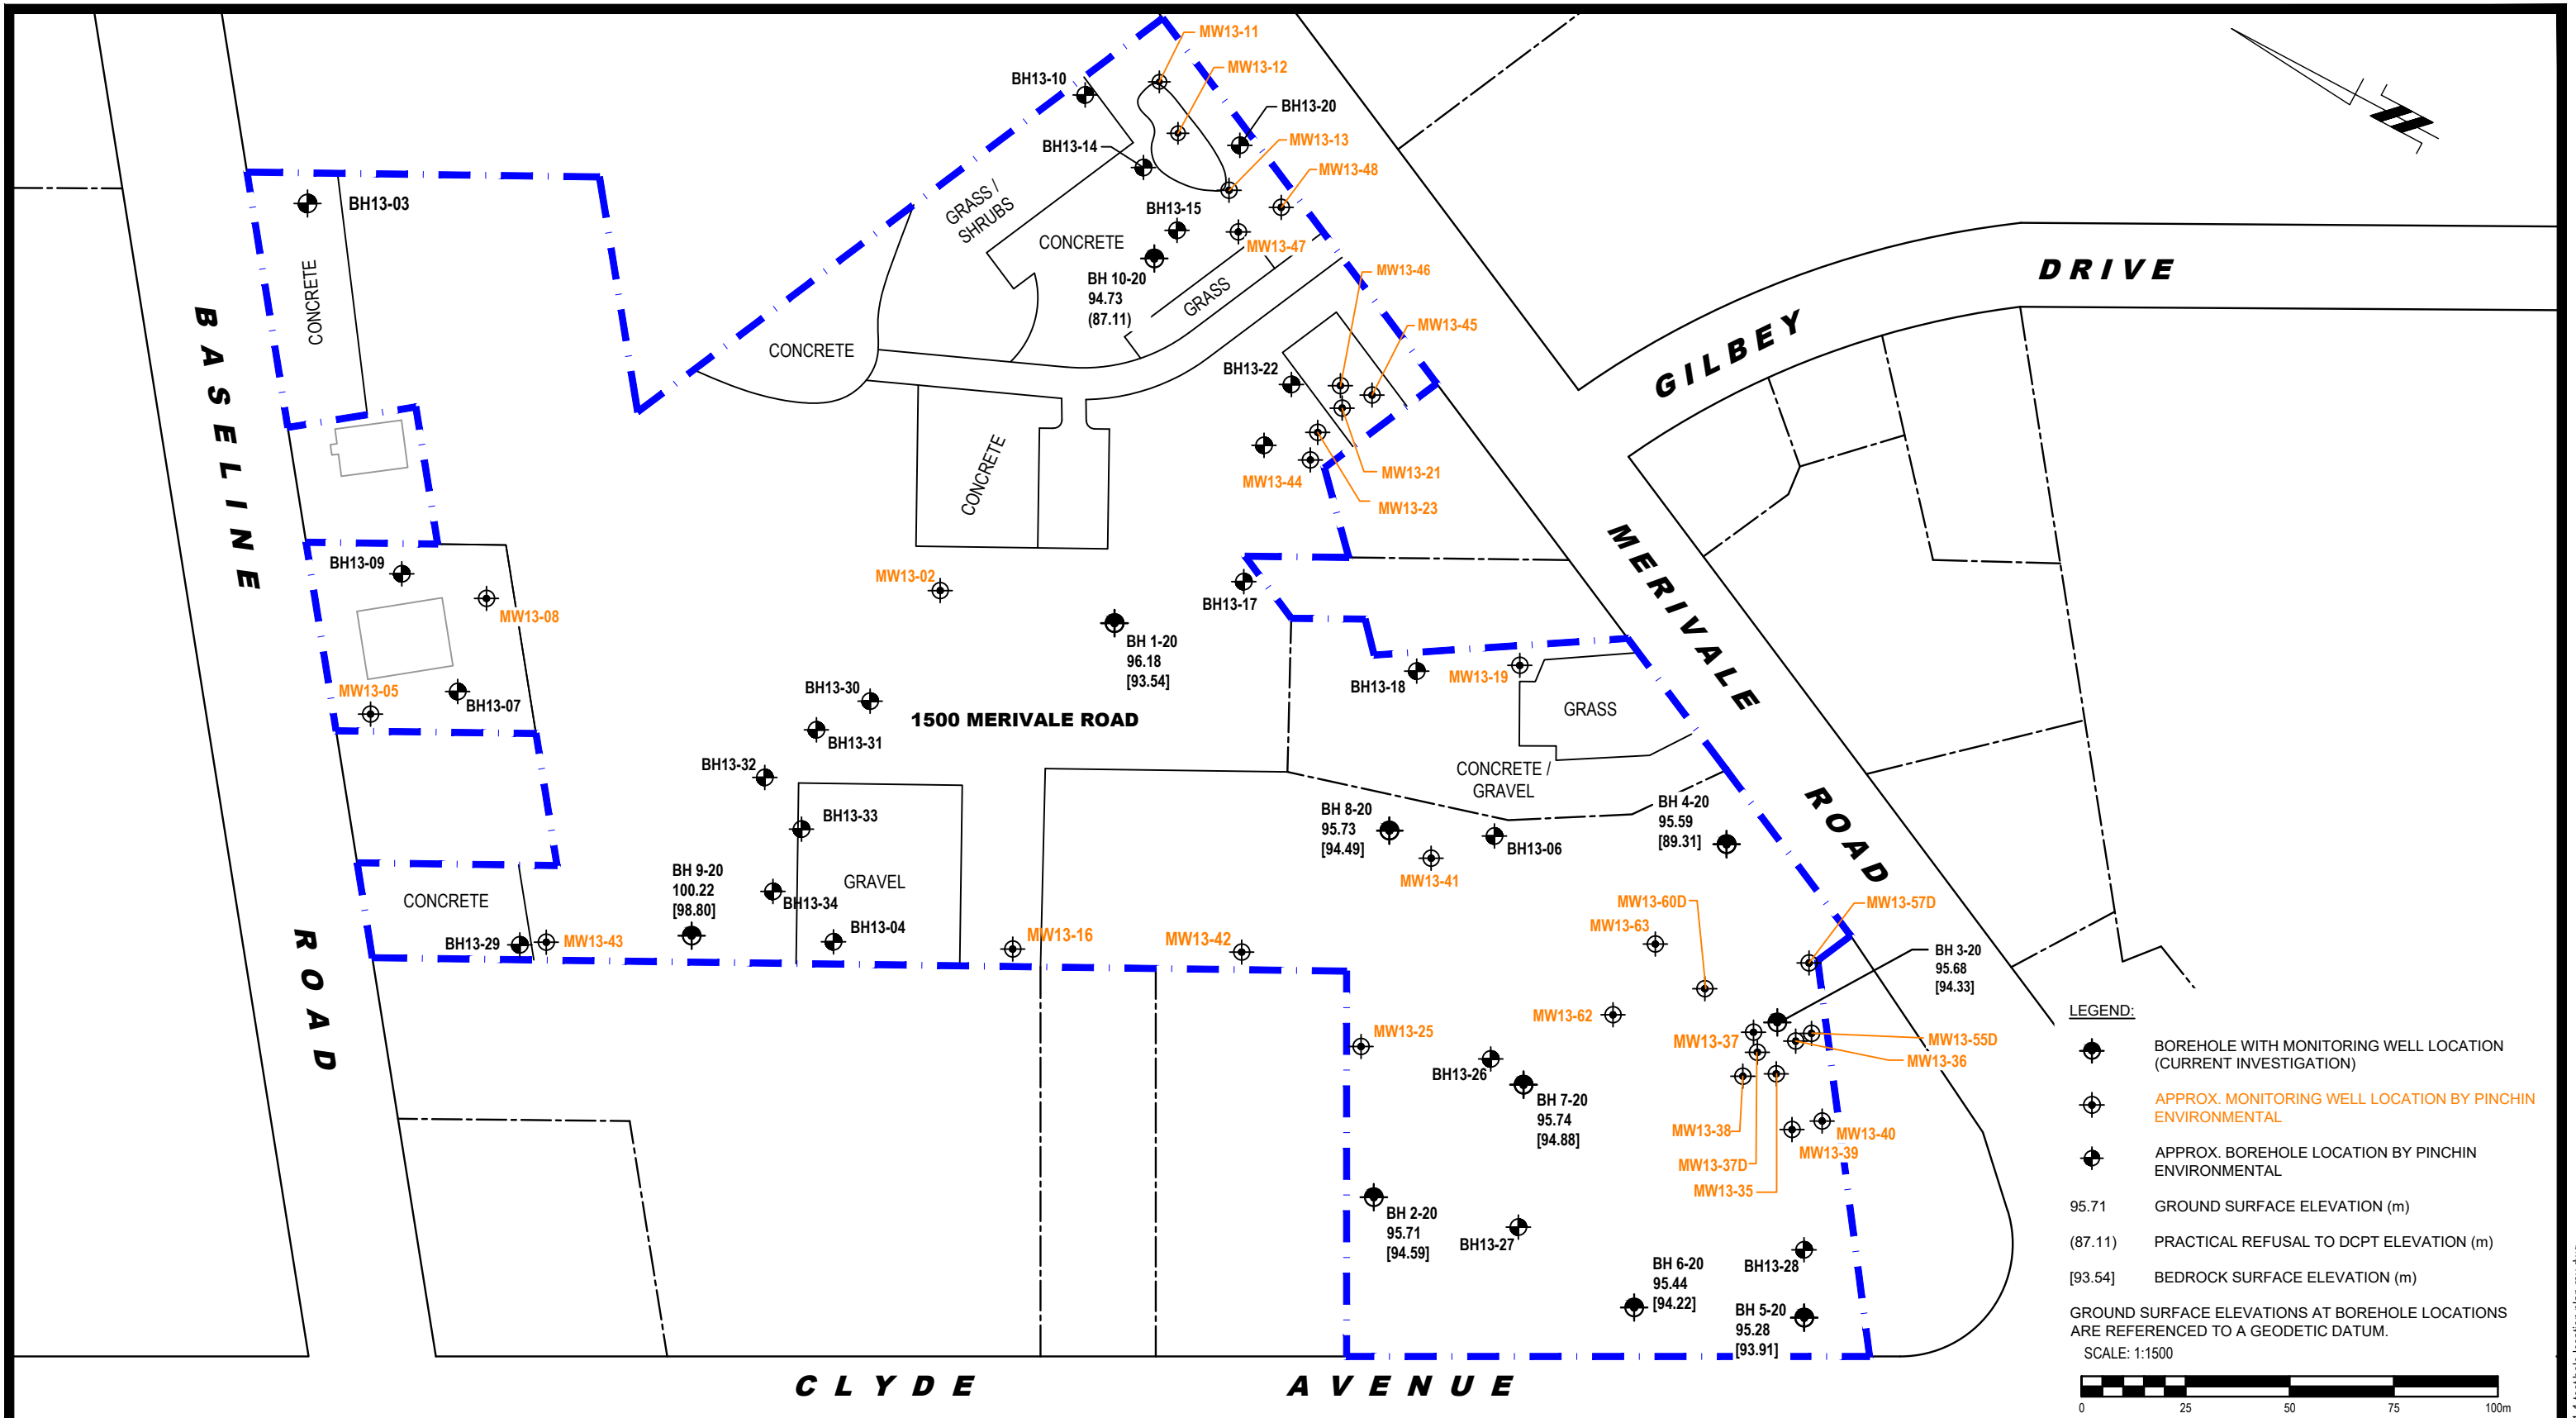 MW13-11
MW13-12
BH13-10
BH13-20
MW13-13
BH13-14
MW13-48
GRASS /
SHRUBS
BH13-03
BH13-15
CONCRETE
MW13-47
BH 10-20
94.73
(87.11)
GRASS
MW13-46
DRIVE
GILBEY
CONCRETE
MW13-45
CONCRETE
BH13-22
BASELINE
CONCRETE
MW13-21
MW13-44
MW13-23
BH13-09
MW13-08
MW13-02
BH13-17
MERIVALE
BH 1-20
96.18
[93.54]
MW13-05
BH13-07
BH13-30
BH13-18
MW13-19
GRASS
1500 MERIVALE ROAD
BH13-31
BH13-32
CONCRETE /
GRAVEL
BH13-33
BH 8-20
95.73
[94.49]
BH 4-20
95.59
[89.31]
ROAD
BH13-06
MW13-41
BH 9-20
100.22
[98.80]
GRAVEL
CONCRETE
BH13-34
BH13-04
BH13-29
MW13-43
MW13-16
MW13-42
MW13-60D
MW13-57D
MW13-63
BH 3-20
95.68
[94.33]
ROAD
MW13-62
MW13-25
MW13-37
MW13-55D
MW13-36
BH13-26
BH 7-20
95.74
[94.88]
MW13-38
MW13-40
MW13-39
MW13-37D
MW13-35
BH 2-20
95.71
[94.59]
BH13-27
BH13-28
BH 6-20
95.44
[94.22]
BH 5-20
95.28
[93.91]
CLYDE AVENUE
LEGEND:
BOREHOLE WITH MONITORING WELL LOCATION
(CURRENT INVESTIGATION)
APPROX. MONITORING WELL LOCATION BY PINCHIN
ENVIRONMENTAL
APPROX. BOREHOLE LOCATION BY PINCHIN
ENVIRONMENTAL
95.71 GROUND SURFACE ELEVATION (m)
(87.11) PRACTICAL REFUSAL TO DCPT ELEVATION (m)
[93.54] BEDROCK SURFACE ELEVATION (m)
GROUND SURFACE ELEVATIONS AT BOREHOLE LOCATIONS
ARE REFERENCED TO A GEODETIC DATUM.
SCALE: 1:1500
0 25 50 75 100m